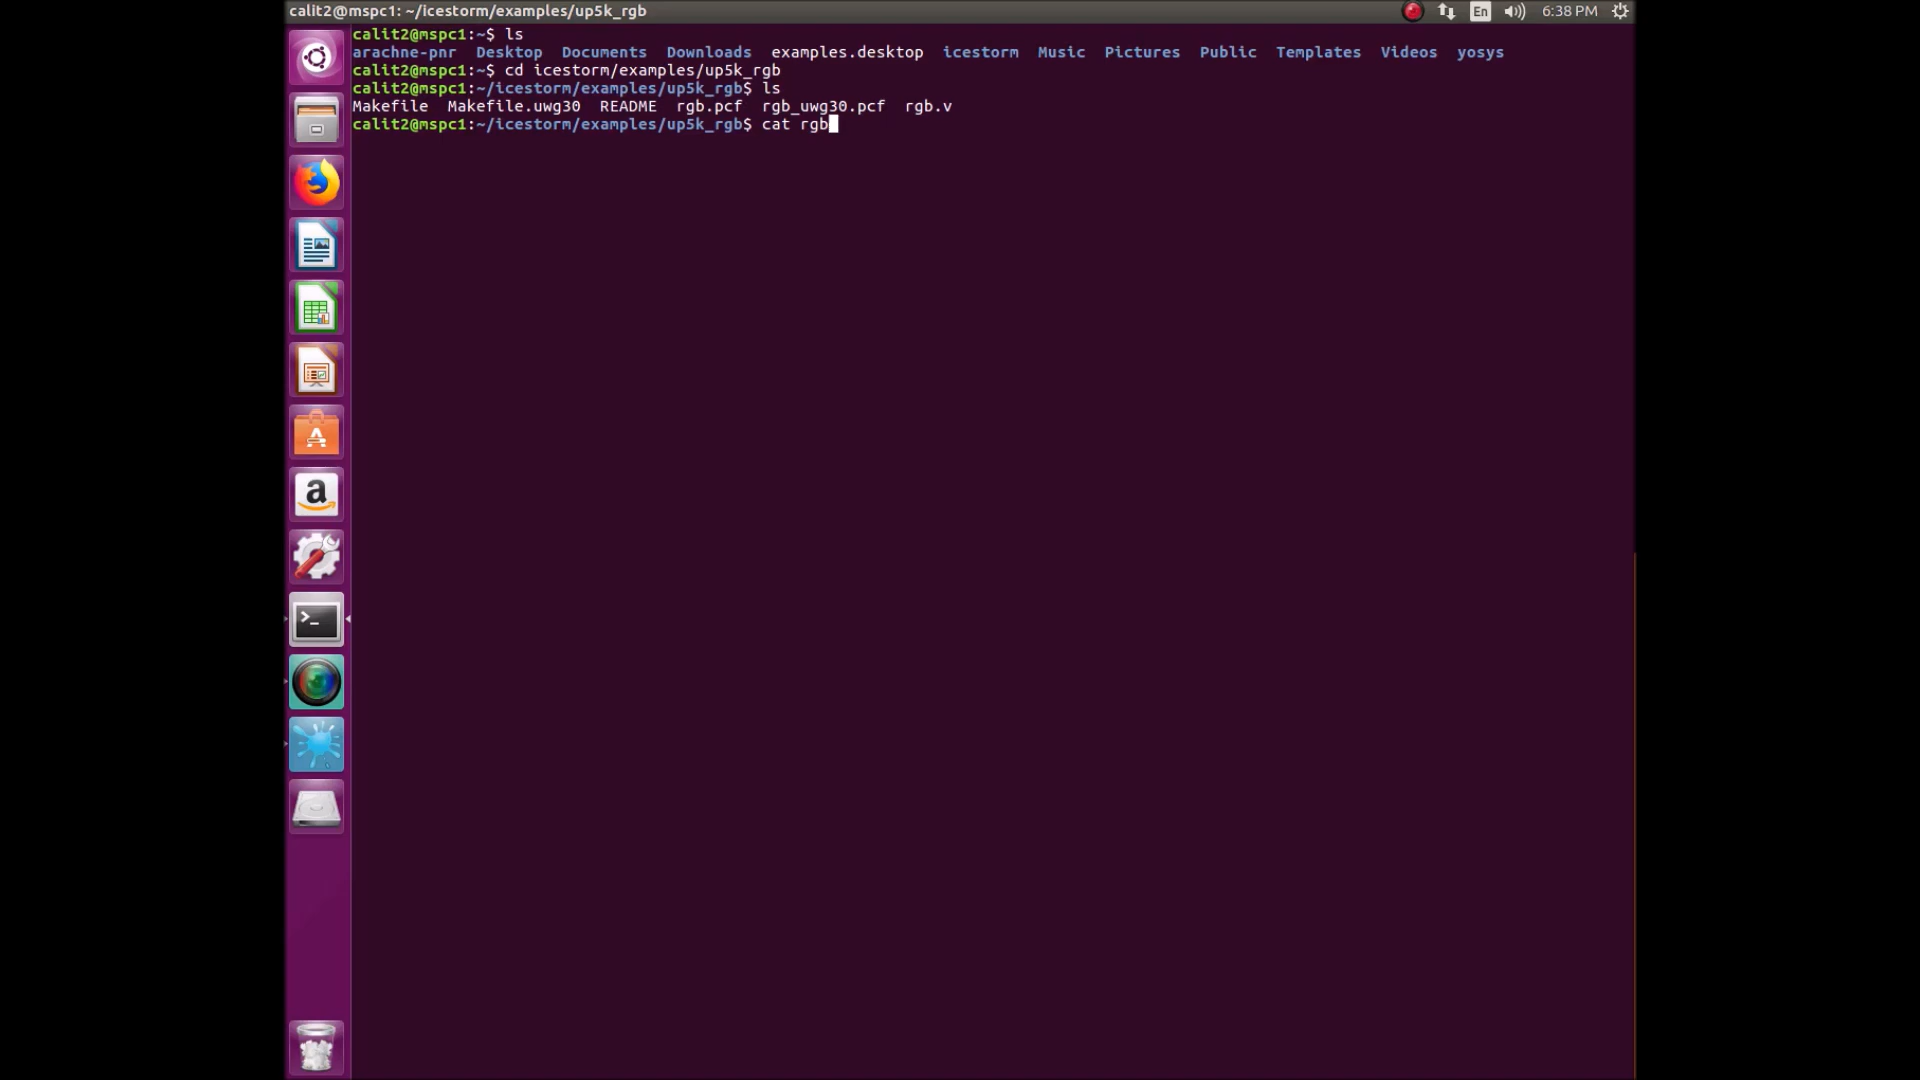 calit2@mspc1: ~/icestorm/examples/up5k_rgb En 6:38 PM
calit2@mspc1:~$ ls
arachne-pnr Desktop Documents Downloads examples.desktop icestorm Music Pictures Public Templates Videos yosys
calit2@mspc1:~$ cd icestorm/examples/up5k_rgb
calit2@mspc1:~/icestorm/examples/up5k_rgb$ ls
Makefile Makefile.uwg30 README rgb.pcf rgb_uwg30.pcf rgb.v
calit2@mspc1:~/icestorm/examples/up5k_rgb$ cat rgb